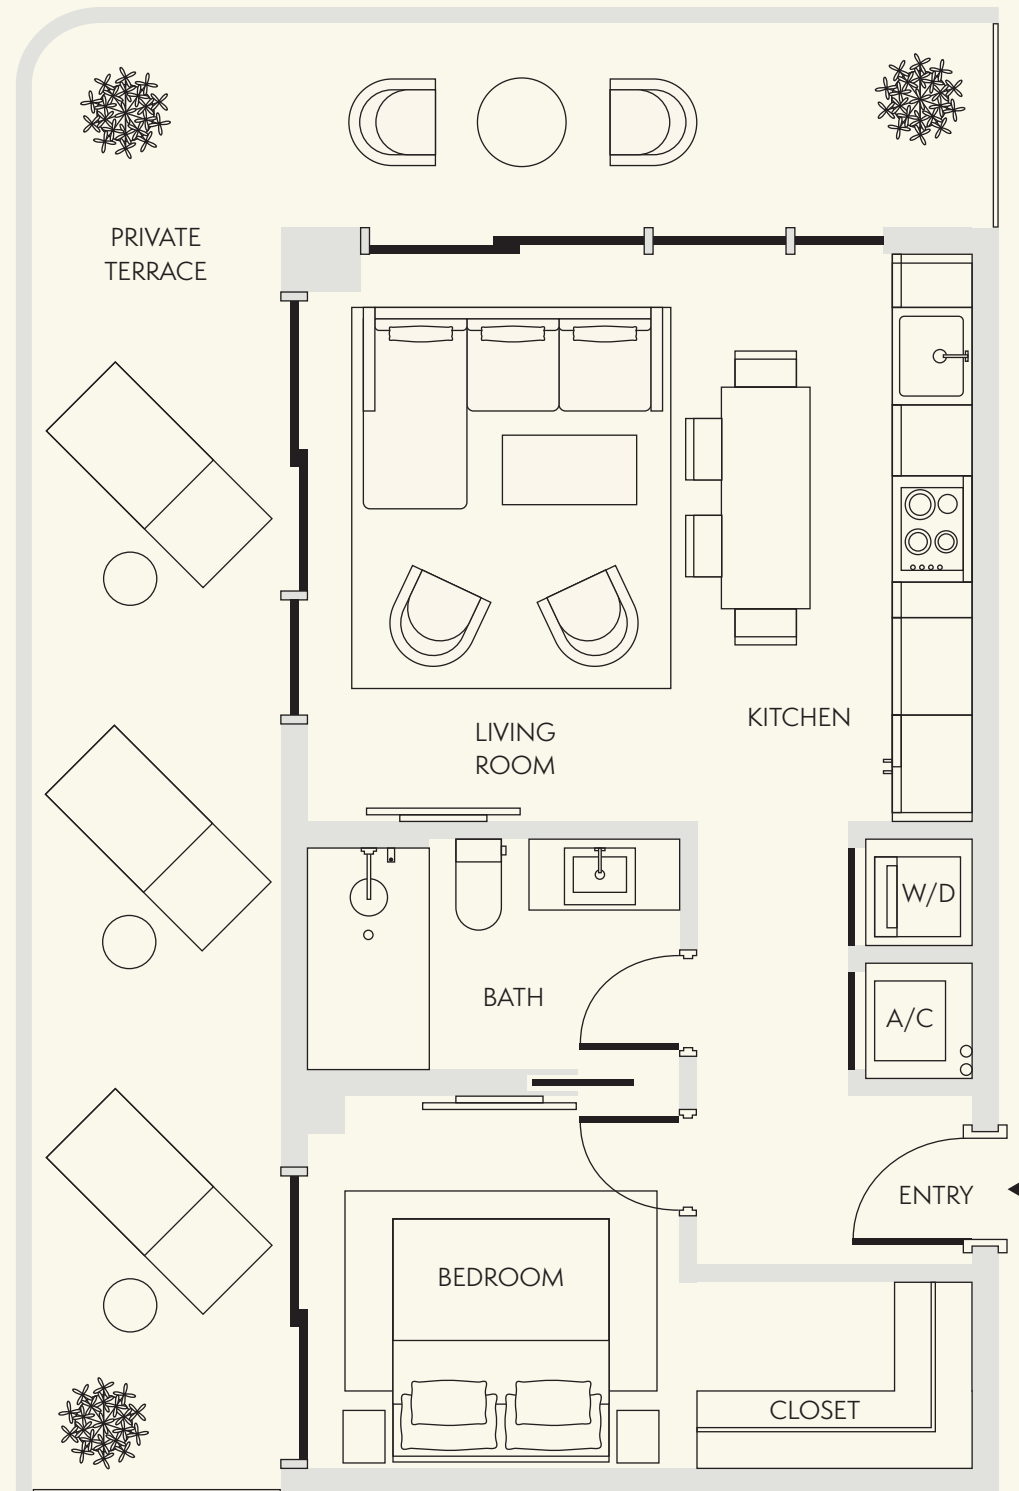 PRIVATE
TERRACE
LIVING
ROOM
KITCHEN
W/D
BATH
A/C
ENTRY
BEDROOM
CLOSET